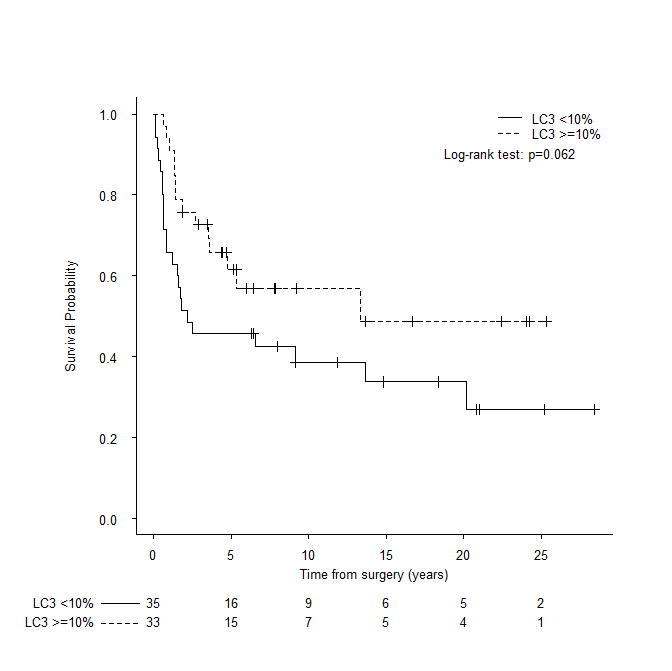 LC3 <10%
LC3 >=10%
Log-rank test: p=0.062
Survival Probability
1.0
0.8
0.6
0.4
0.2
0.0
0 5 10 15 20 25
Time from surgery (years)
LC3 <10% 35 16 9 6 5 2
LC3 >=10% 33 15 7 5 4 1